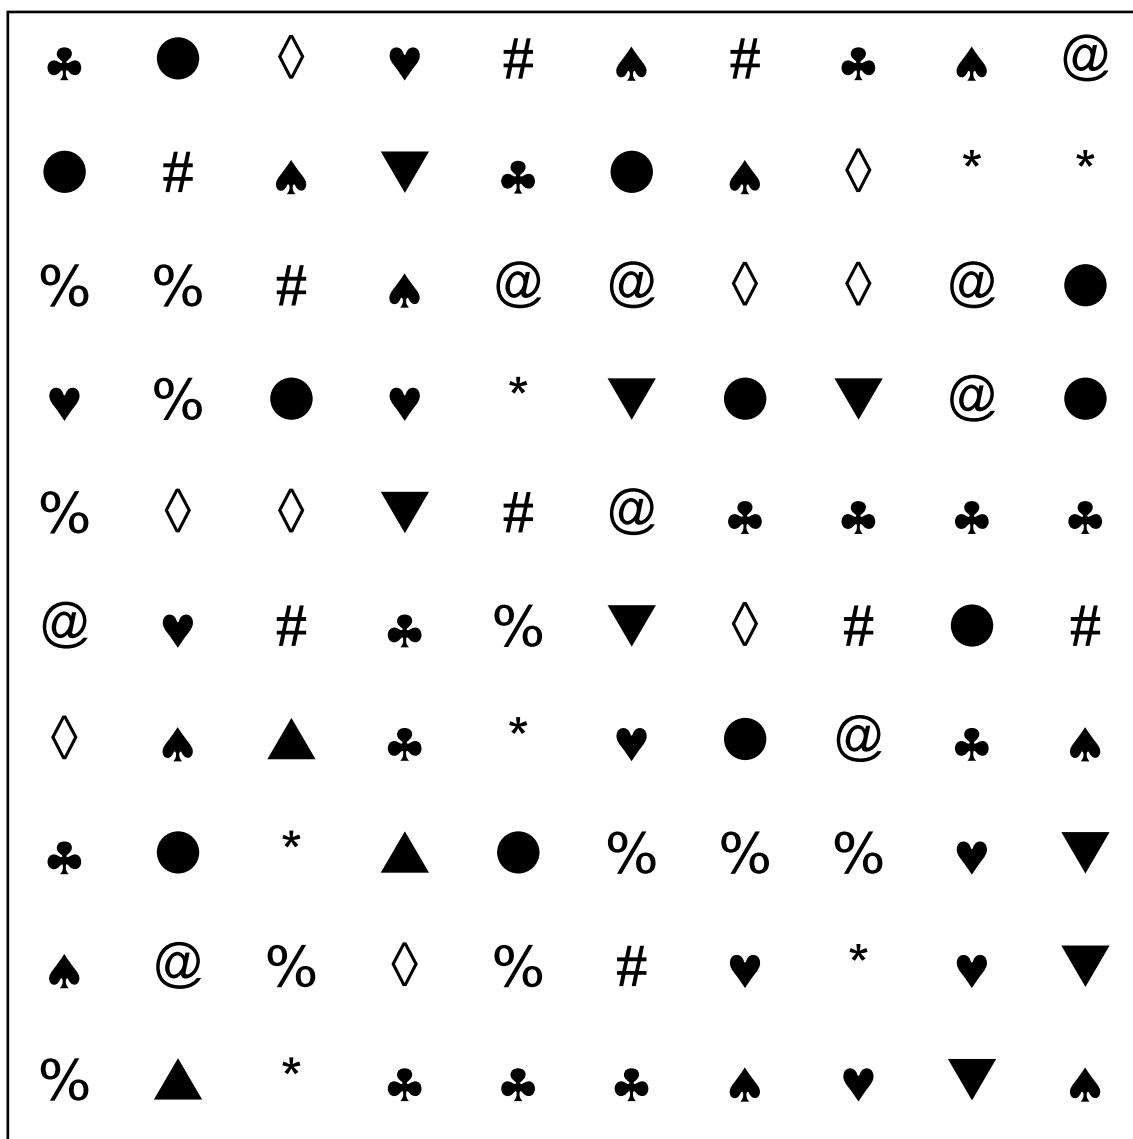 ♣ ● ◊ ♥ # ♠ # ♣ ♠ @
● # ♠ ▼ ♣ ● ♠ ◊ * *
% % # ♠ @ @ ◊ ◊ @ ●
♥ % ● ♥ * ▼ ● ▼ @ ●
% ◊ ◊ ▼ # @ ♣ ♣ ♣ ♣
@ ♥ # ♣ % ▼ ◊ # ● #
◊ ♠ ▲ ♣ * ♥ ● @ ♣ ♠
♣ ● * ▲ ● % % % ♥ ▼
♠ @ % ◊ % # ♥ * ♥ ▼
% ▲ * ♣ ♣ ♣ ♠ ♥ ▼ ♠